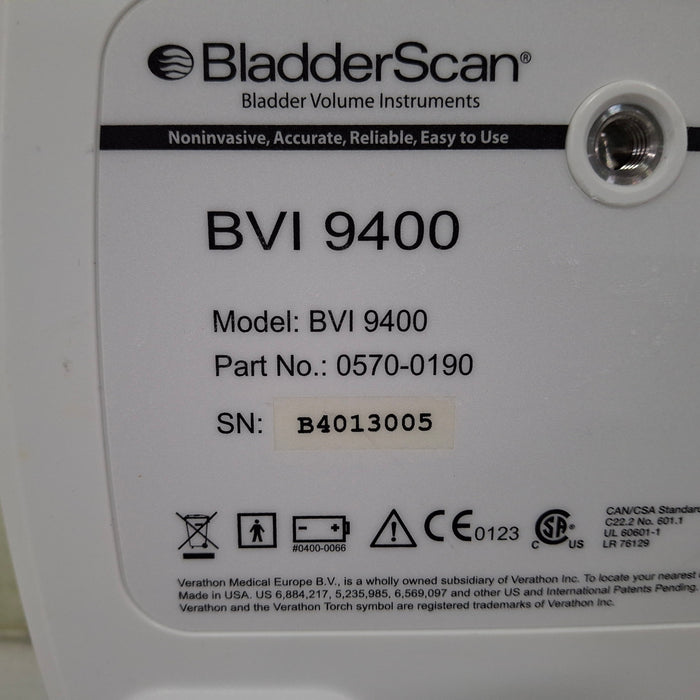 BladderScan®
Bladder Volume Instruments
Noninvasive, Accurate, Reliable, Easy to Use
BVI 9400
Model: BVI 9400
Part No.: 0570-0190
SN: B4013005
#0400-0066
CE 0123
C SA ® US
CAN/CSA Standard
C22.2 No. 601.1
UL 60601-1
LR 76129
Verathon Medical Europe B.V., is a wholly owned subsidiary of Verathon Inc. To locate your nearest
Made in USA. US 6,884,217, 5,235,985, 6,569,097 and other US and International Patents Pending.
Verathon and the Verathon Torch symbol are registered trademarks of Verathon Inc.